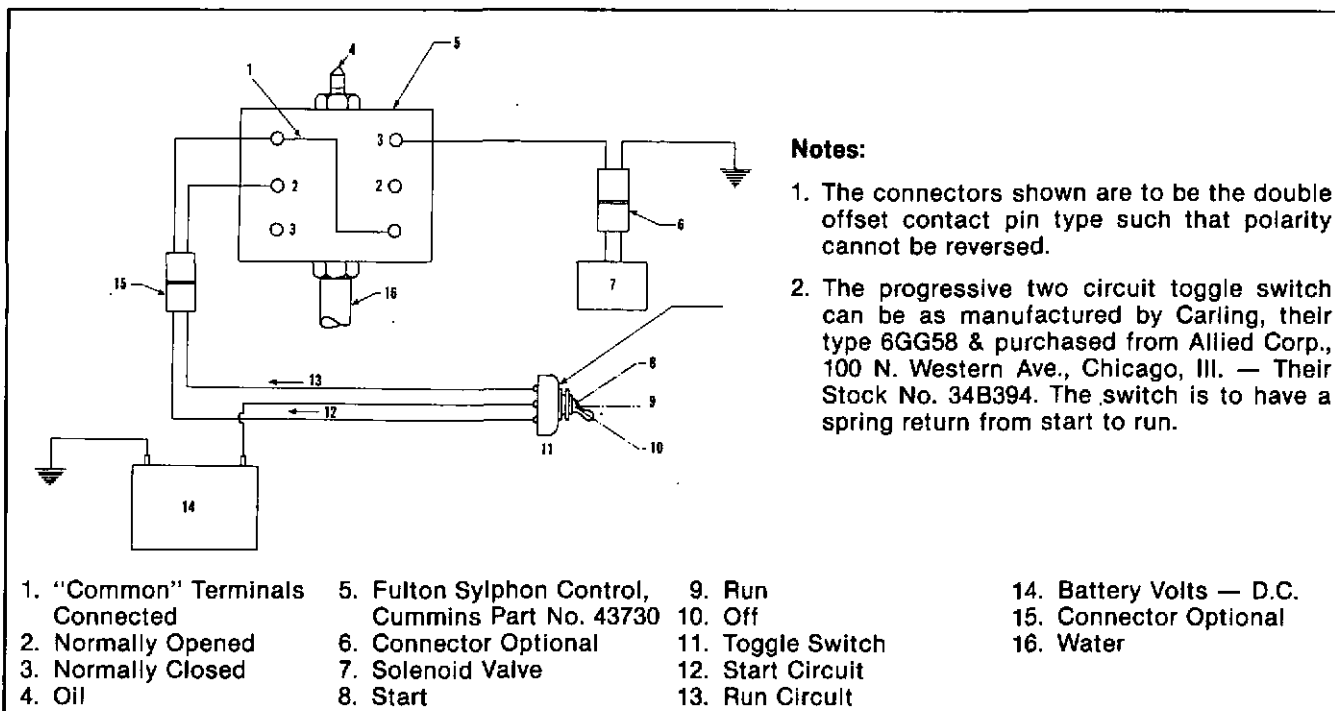 4
5
1
3
2
2
3
6
7
15
16
13
8
9
12
10
11
14
Notes:
1. The connectors shown are to be the double
offset contact pin type such that polarity
cannot be reversed.
2. The progressive two circuit toggle switch
can be as manufactured by Carling, their
type 6GG58 & purchased from Allied Corp.,
100 N. Western Ave., Chicago, Ill. — Their
Stock No. 34B394. The switch is to have a
spring return from start to run.
1. "Common" Terminals
Connected
2. Normally Opened
3. Normally Closed
4. Oil
5. Fulton Sylphon Control,
Cummins Part No. 43730
6. Connector Optional
7. Solenoid Valve
8. Start
9. Run
10. Off
11. Toggle Switch
12. Start Circuit
13. Run Circuit
14. Battery Volts — D.C.
15. Connector Optional
16. Water